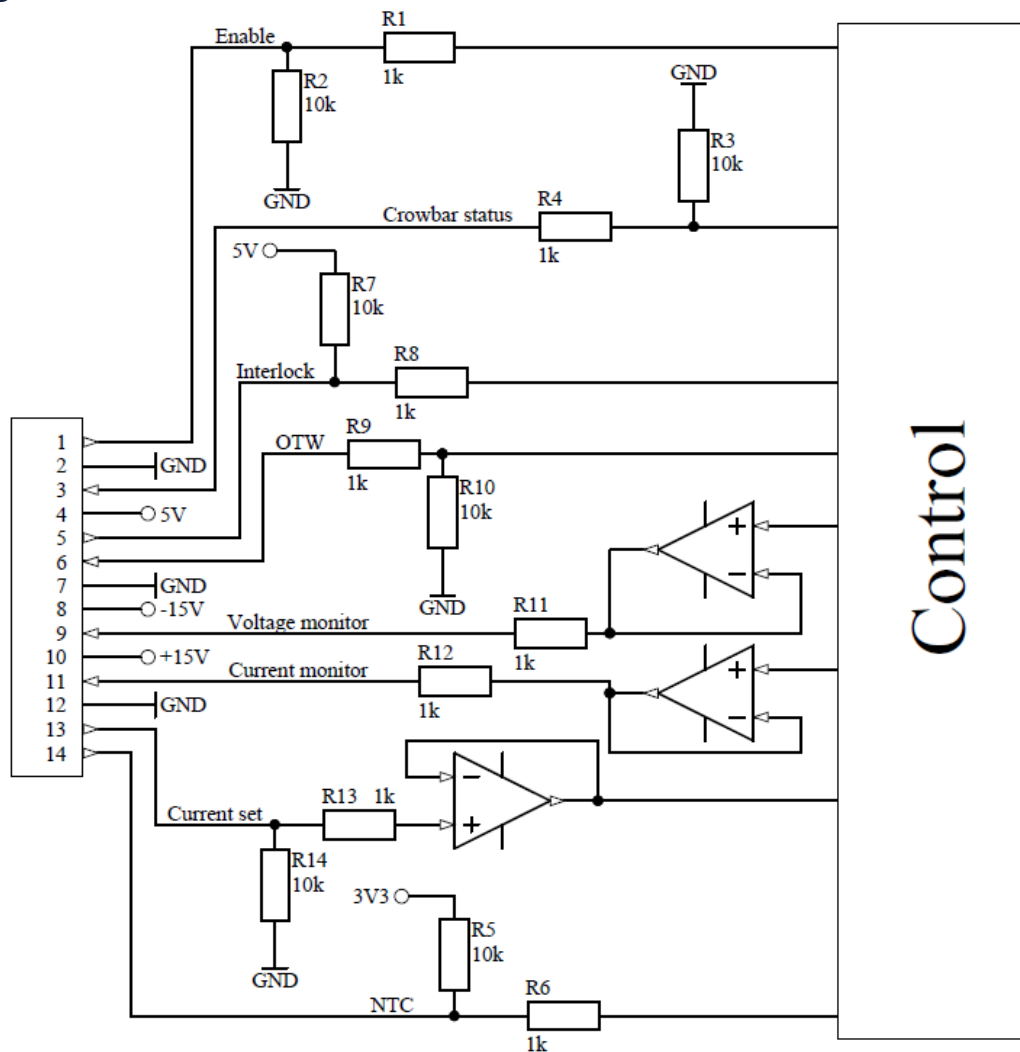 R1
Enable
1k
R2
10k
GND
GND
R3
10k
R4
Crowbar status
1k
5V
R7
10k
R8
Interlock
1k
R9
OTW
1k
R10
10k
GND
1
2
3
4
5
6
7
8
9
10
11
12
13
14
GND
5V
GND
-15V
+15V
GND
+
−
R11
Voltage monitor
1k
R12
Current monitor
1k
+
−
−
+
R13 1k
Current set
R14
10k
GND
3V3
R5
10k
NTC
R6
1k
Control